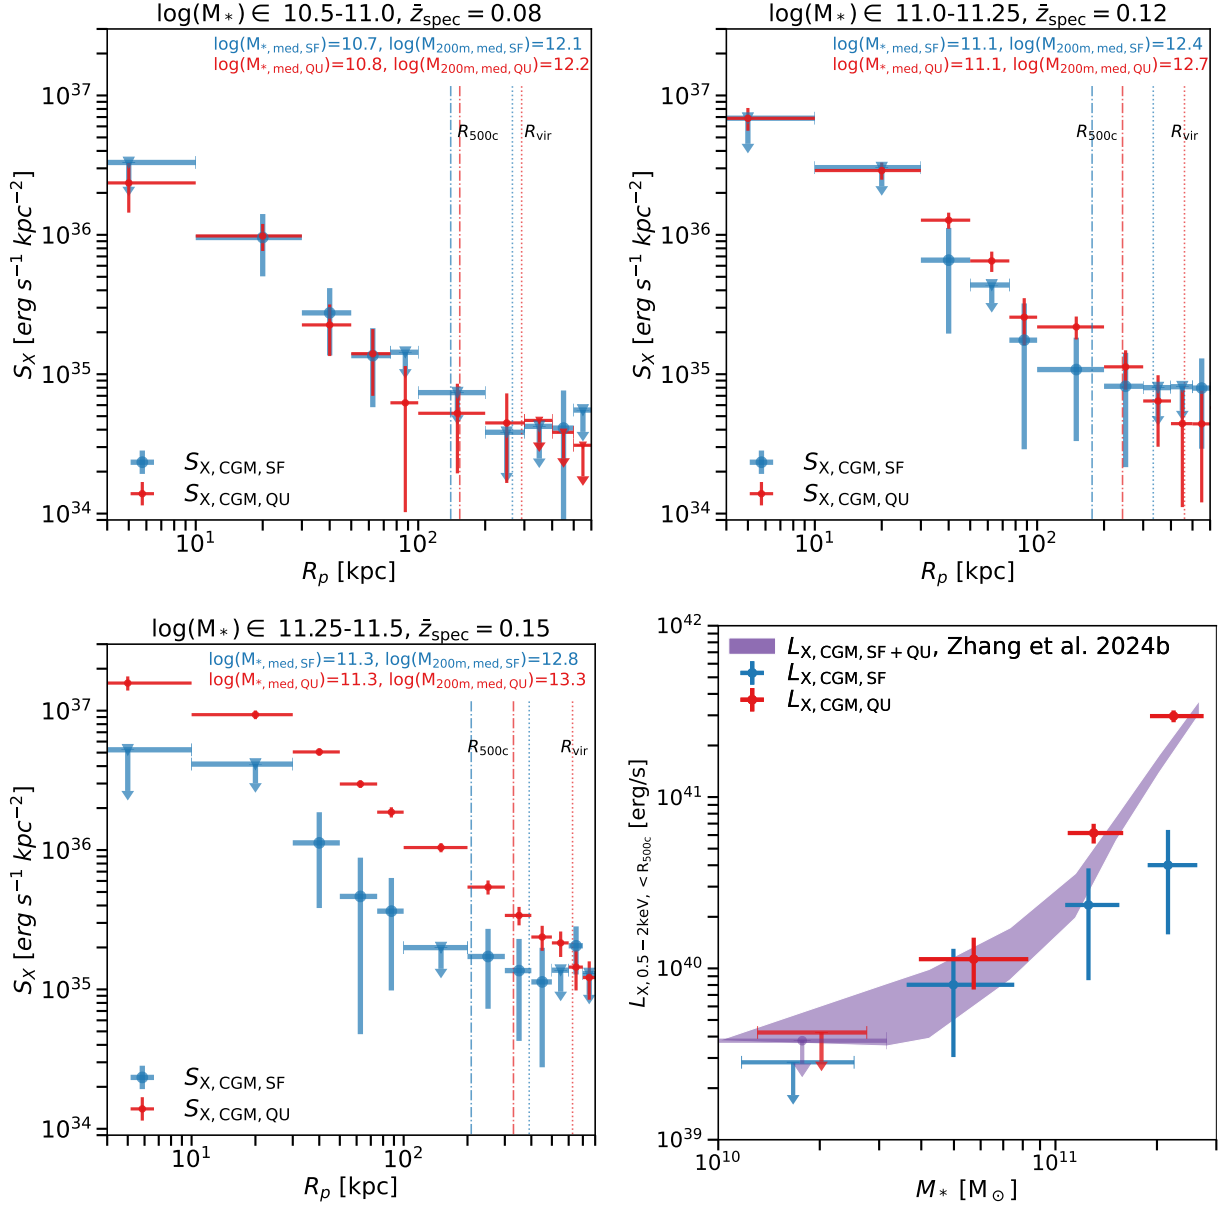 log(M*) ∈ 10.5-11.0, z̄spec = 0.08
log(M*,med,SF)=10.7, log(M200m,med,SF)=12.1
log(M*,med,QU)=10.8, log(M200m,med,QU)=12.2
R500c
Rvir
10^37
10^36
10^35
10^34
SX [erg s−1 kpc−2]
SX,CGM,SF
SX,CGM,QU
10^1
10^2
Rp [kpc]
log(M*) ∈ 11.0-11.25, z̄spec = 0.12
log(M*,med,SF)=11.1, log(M200m,med,SF)=12.4
log(M*,med,QU)=11.1, log(M200m,med,QU)=12.7
R500c
Rvir
10^37
10^36
10^35
10^34
SX [erg s−1 kpc−2]
SX,CGM,SF
SX,CGM,QU
10^1
10^2
Rp [kpc]
log(M*) ∈ 11.25-11.5, z̄spec = 0.15
log(M*,med,SF)=11.3, log(M200m,med,SF)=12.8
log(M*,med,QU)=11.3, log(M200m,med,QU)=13.3
R500c
Rvir
10^37
10^36
10^35
10^34
SX [erg s−1 kpc−2]
SX,CGM,SF
SX,CGM,QU
10^1
10^2
Rp [kpc]
LX,CGM,SF+QU, Zhang et al. 2024b
LX,CGM,SF
LX,CGM,QU
10^42
10^41
10^40
10^39
LX,0.5−2keV,<R500c [erg/s]
10^10
10^11
M* [M⊙]